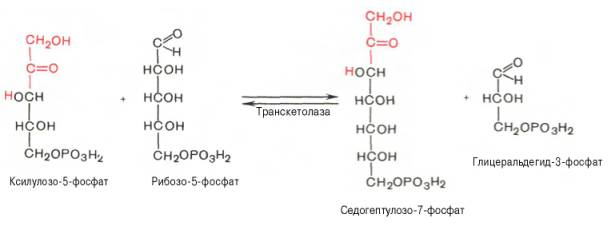 CH₂OH
C=O
HOCH
HCOH
CH₂OPO₃H₂
Ксилулозо-5-фосфат
+
C=O
H
HCOH
HCOH
HCOH
CH₂OPO₃H₂
Рибозо-5-фосфат
Транскетолаза
CH₂OH
C=O
HOCH
HCOH
HCOH
HCOH
CH₂OPO₃H₂
Седогептулозо-7-фосфат
+
C=O
H
HCOH
CH₂OPO₃H₂
Глицеральдегид-3-фосфат